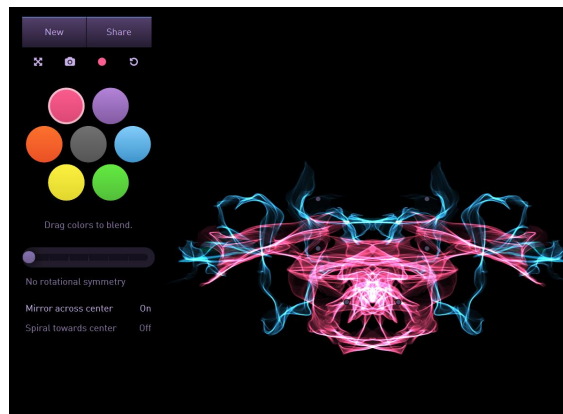 New
Share
Drag colors to blend.
No rotational symmetry
Mirror across center On
Spiral towards center Off